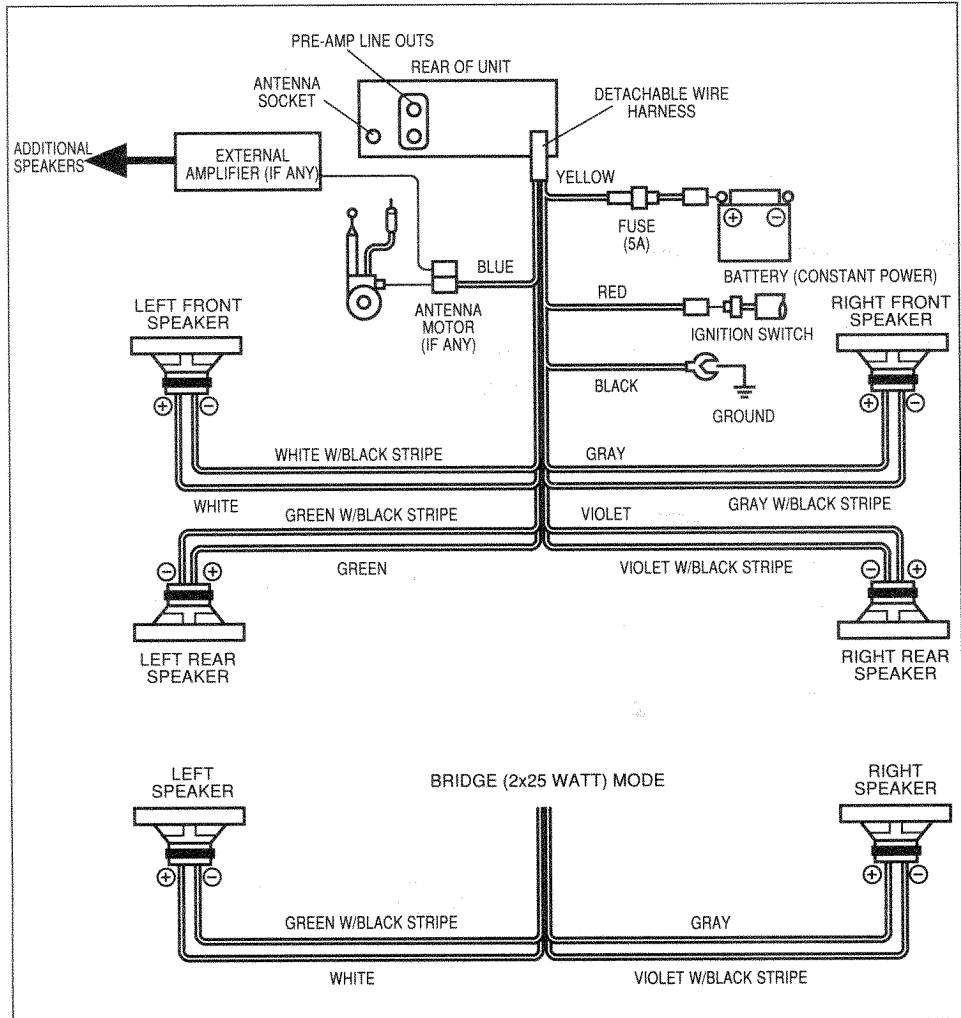 PRE-AMP LINE OUTS
REAR OF UNIT
ANTENNA
SOCKET
DETACHABLE WIRE
HARNESS
ADDITIONAL
SPEAKERS
EXTERNAL
AMPLIFIER (IF ANY)
YELLOW
FUSE
(5A)
+ −
BATTERY (CONSTANT POWER)
BLUE
ANTENNA
MOTOR
(IF ANY)
RED
IGNITION SWITCH
LEFT FRONT
SPEAKER
RIGHT FRONT
SPEAKER
BLACK
GROUND
+ −
+ −
WHITE W/BLACK STRIPE
GRAY
WHITE
GRAY W/BLACK STRIPE
GREEN W/BLACK STRIPE
VIOLET
GREEN
VIOLET W/BLACK STRIPE
− +
− +
LEFT REAR
SPEAKER
RIGHT REAR
SPEAKER
BRIDGE (2x25 WATT) MODE
LEFT
SPEAKER
RIGHT
SPEAKER
+ −
+ −
GREEN W/BLACK STRIPE
GRAY
WHITE
VIOLET W/BLACK STRIPE